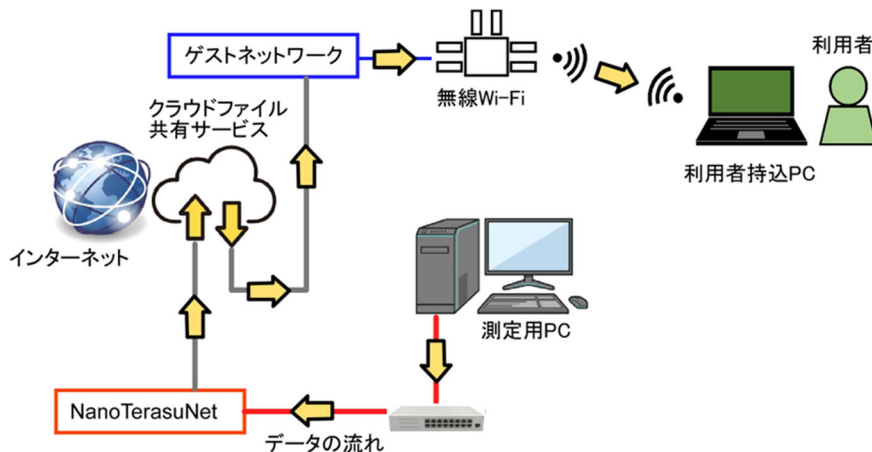 ゲストネットワーク
無線Wi-Fi
利用者
利用者持込PC
クラウドファイル
共有サービス
インターネット
測定用PC
NanoTerasuNet
データの流れ